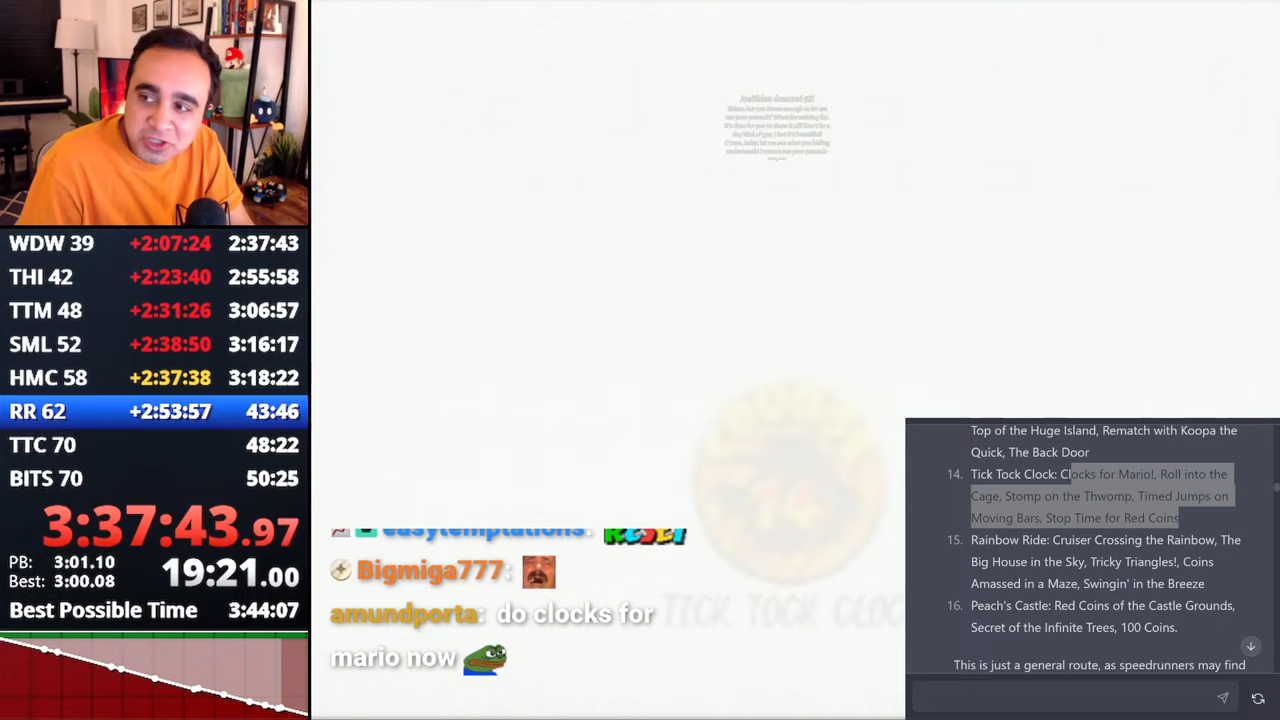 WDW 39 +2:07:24 2:37:43
THI 42 +2:23:40 2:55:58
TTM 48 +2:31:26 3:06:57
SML 52 +2:38:50 3:16:17
HMC 58 +2:37:38 3:18:22
RR 62 +2:53:57 43:46
TTC 70 48:22
BITS 70 50:25
3:37:43.97
PB: 3:01.10
Best: 3:00.08
19:21.00
Best Possible Time 3:44:07
easytemptations:
Bigmiga777:
amundporta: do clocks for
mario now
TICK TOCK CLOC
Top of the Huge Island, Rematch with Koopa the
Quick, The Back Door
14. Tick Tock Clock: Clocks for Mario!, Roll into the
Cage, Stomp on the Thwomp, Timed Jumps on
Moving Bars, Stop Time for Red Coins
15. Rainbow Ride: Cruiser Crossing the Rainbow, The
Big House in the Sky, Tricky Triangles!, Coins
Amassed in a Maze, Swingin' in the Breeze
16. Peach's Castle: Red Coins of the Castle Grounds,
Secret of the Infinite Trees, 100 Coins.
This is just a general route, as speedrunners may find